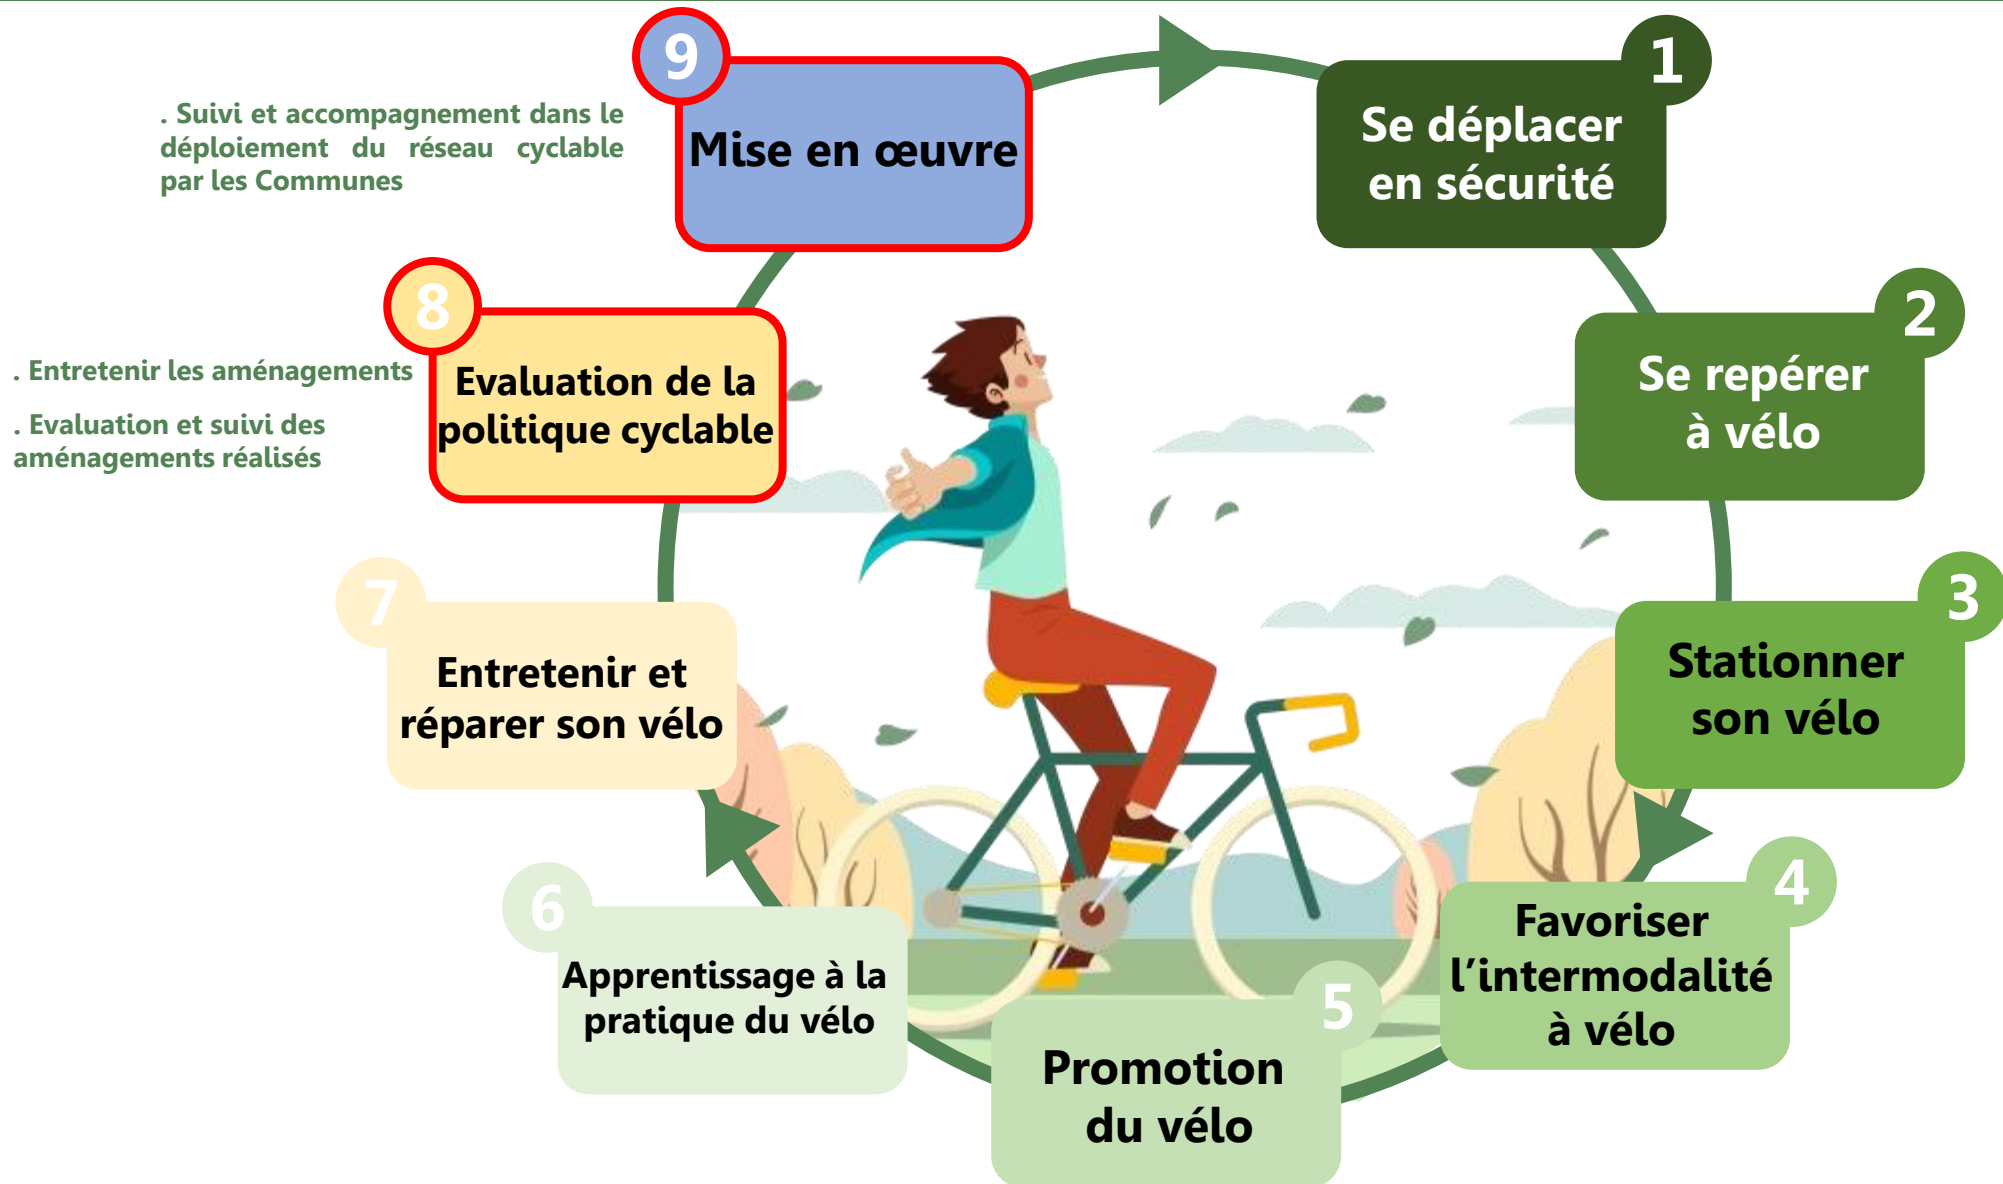 9
Mise en œuvre
. Suivi et accompagnement dans le
déploiement du réseau cyclable
par les Communes
1
Se déplacer
en sécurité
2
Se repérer
à vélo
3
Stationner
son vélo
4
Favoriser
l’intermodalité
à vélo
5
Promotion
du vélo
6
Apprentissage à la
pratique du vélo
7
Entretenir et
réparer son vélo
8
Evaluation de la
politique cyclable
. Entretenir les aménagements
. Evaluation et suivi des
aménagements réalisés